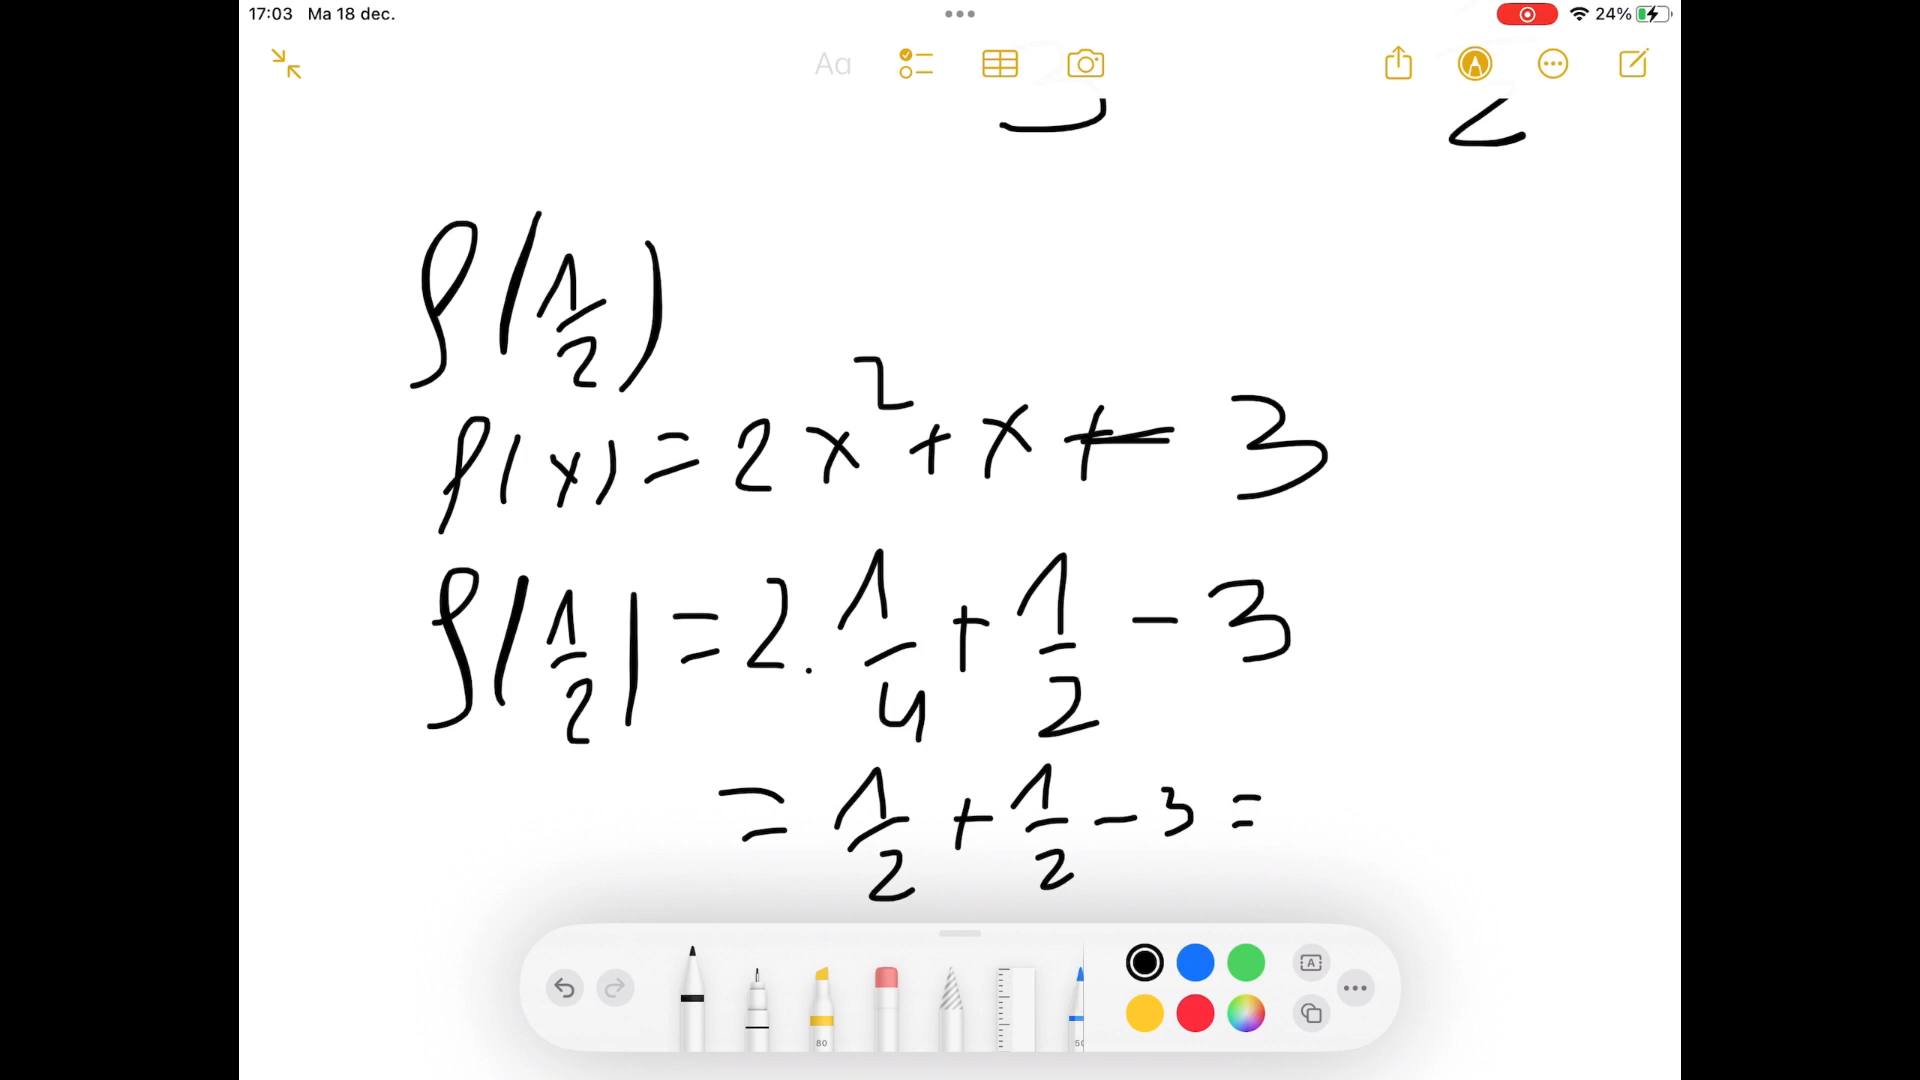 17:03 Ma 18 dec. 24%
Aa
f(1/2)
f(x) = 2x² + x - 3
f(1/2) = 2 . 1/4 + 1/2 - 3
= 1/2 + 1/2 - 3 =
80
A